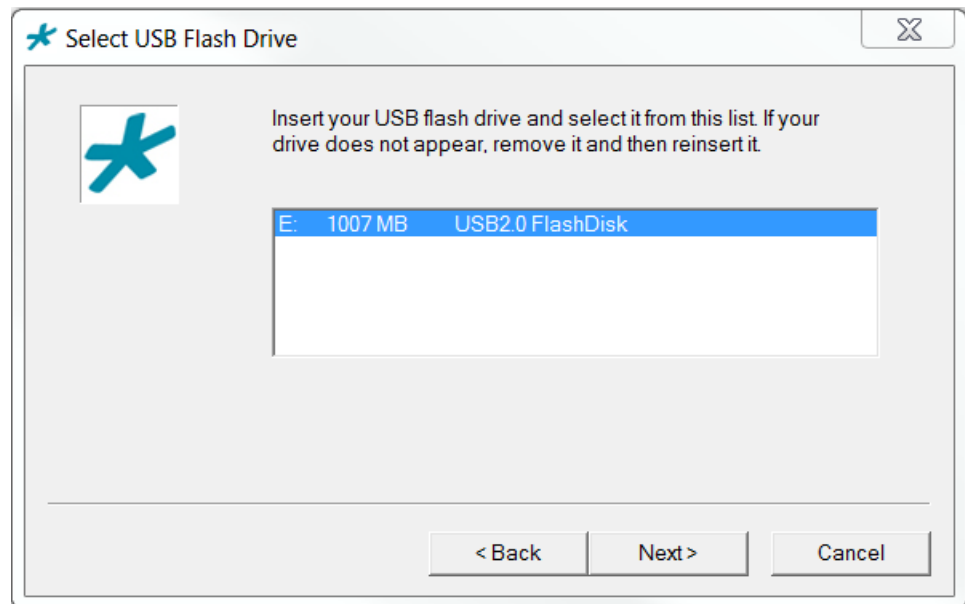 Select USB Flash Drive
Insert your USB flash drive and select it from this list. If your
drive does not appear, remove it and then reinsert it.
E: 1007 MB USB2.0 FlashDisk
< Back Next > Cancel